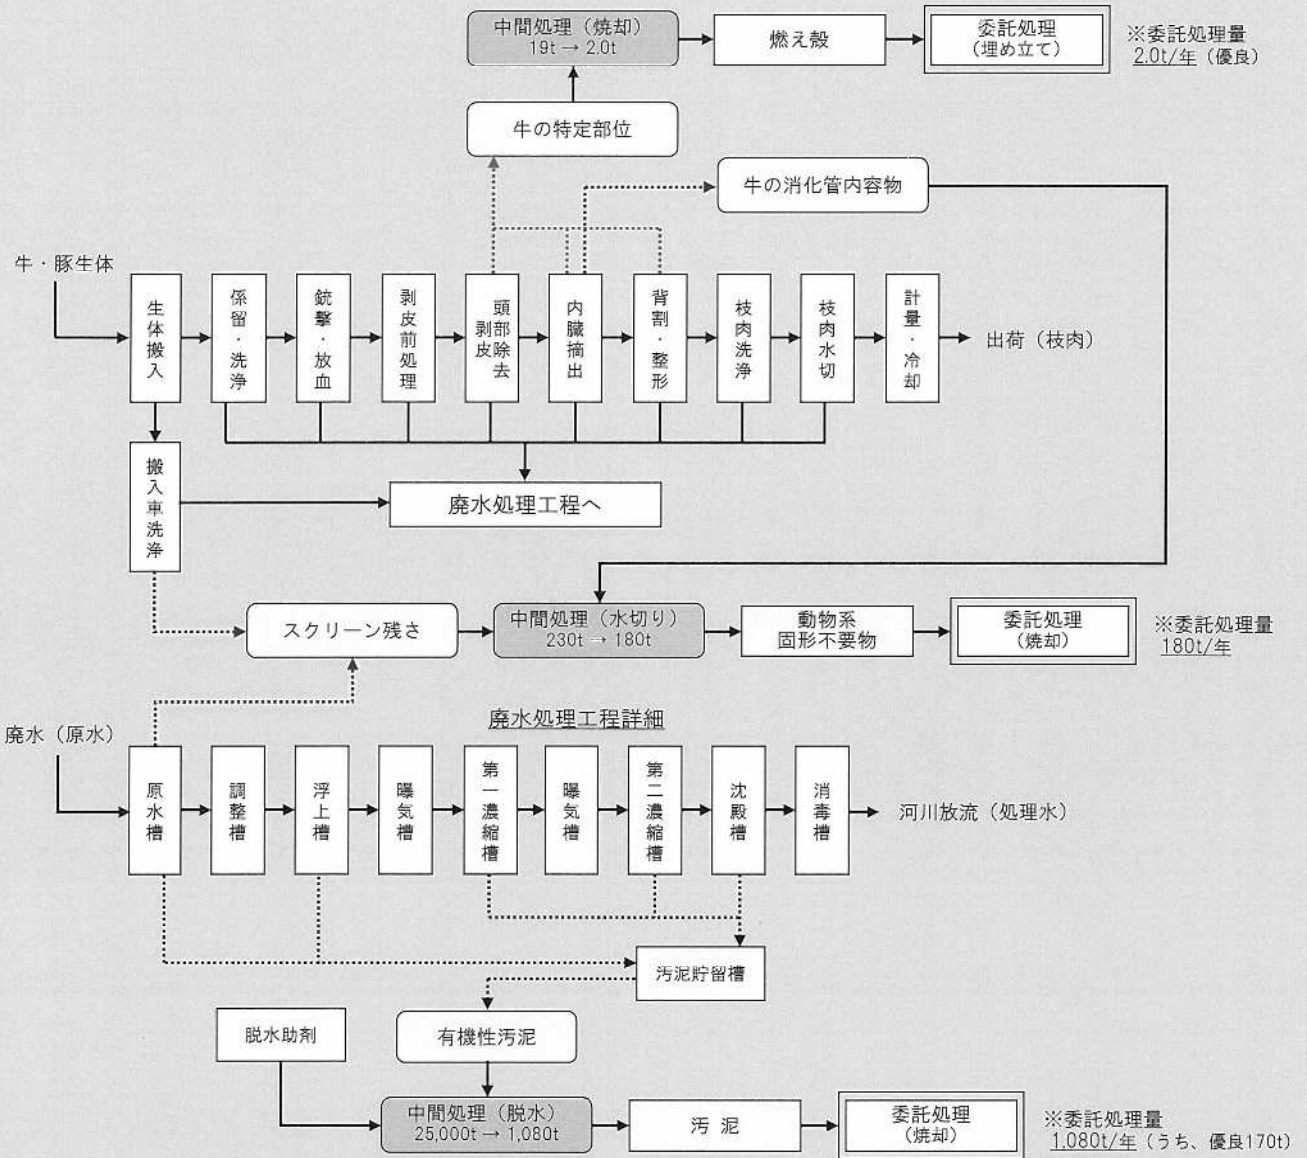 中間処理（焼却）
19t → 2.0t
燃え殻
委託処理
（埋め立て）
※委託処理量
2.0t/年（優良）
牛の特定部位
牛の消化管内容物
牛・豚生体
生体搬入
係留・洗浄
銃撃・放血
剥皮前処理
頭部除去
剥皮
内臓摘出
背割・整形
枝肉洗浄
枝肉水切
計量・冷却
出荷（枝肉）
搬入車洗浄
廃水処理工程へ
スクリーン残さ
中間処理（水切り）
230t → 180t
動物系
固形不要物
委託処理
（焼却）
※委託処理量
180t/年
廃水処理工程詳細
廃水（原水）
原水槽
調整槽
浮上槽
曝気槽
第一濃縮槽
曝気槽
第二濃縮槽
沈殿槽
消毒槽
河川放流（処理水）
汚泥貯留槽
脱水助剤
有機性汚泥
中間処理（脱水）
25,000t → 1,080t
汚 泥
委託処理
（焼却）
※委託処理量
1,080t/年（うち、優良170t）